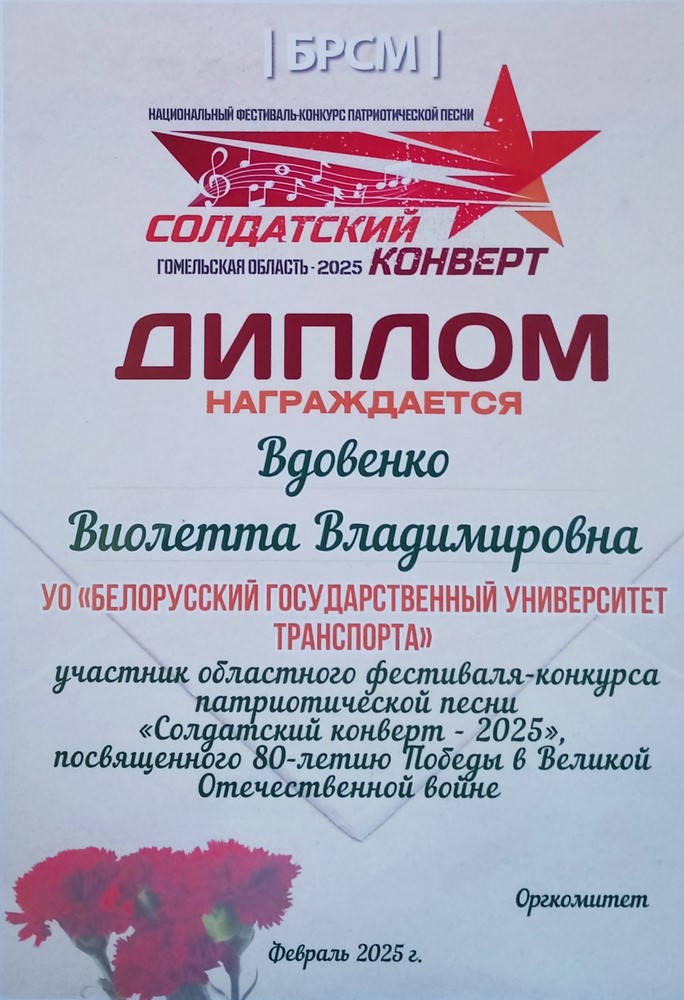 |БРСМ|
НАЦИОНАЛЬНЫЙ ФЕСТИВАЛЬ-КОНКУРС ПАТРИОТИЧЕСКОЙ ПЕСНИ
СОЛДАТСКИЙ
ГОМЕЛЬСКАЯ ОБЛАСТЬ - 2025 КОНВЕРТ
ДИПЛОМ
НАГРАЖДАЕТСЯ
Вдовенко
Виолетта Владимировна
УО «БЕЛОРУССКИЙ ГОСУДАРСТВЕННЫЙ УНИВЕРСИТЕТ
ТРАНСПОРТА»
участник областного фестиваля-конкурса
патриотической песни
«Солдатский конверт - 2025»,
посвященного 80-летию Победы в Великой
Отечественной войне
Оргкомитет
Февраль 2025 г.